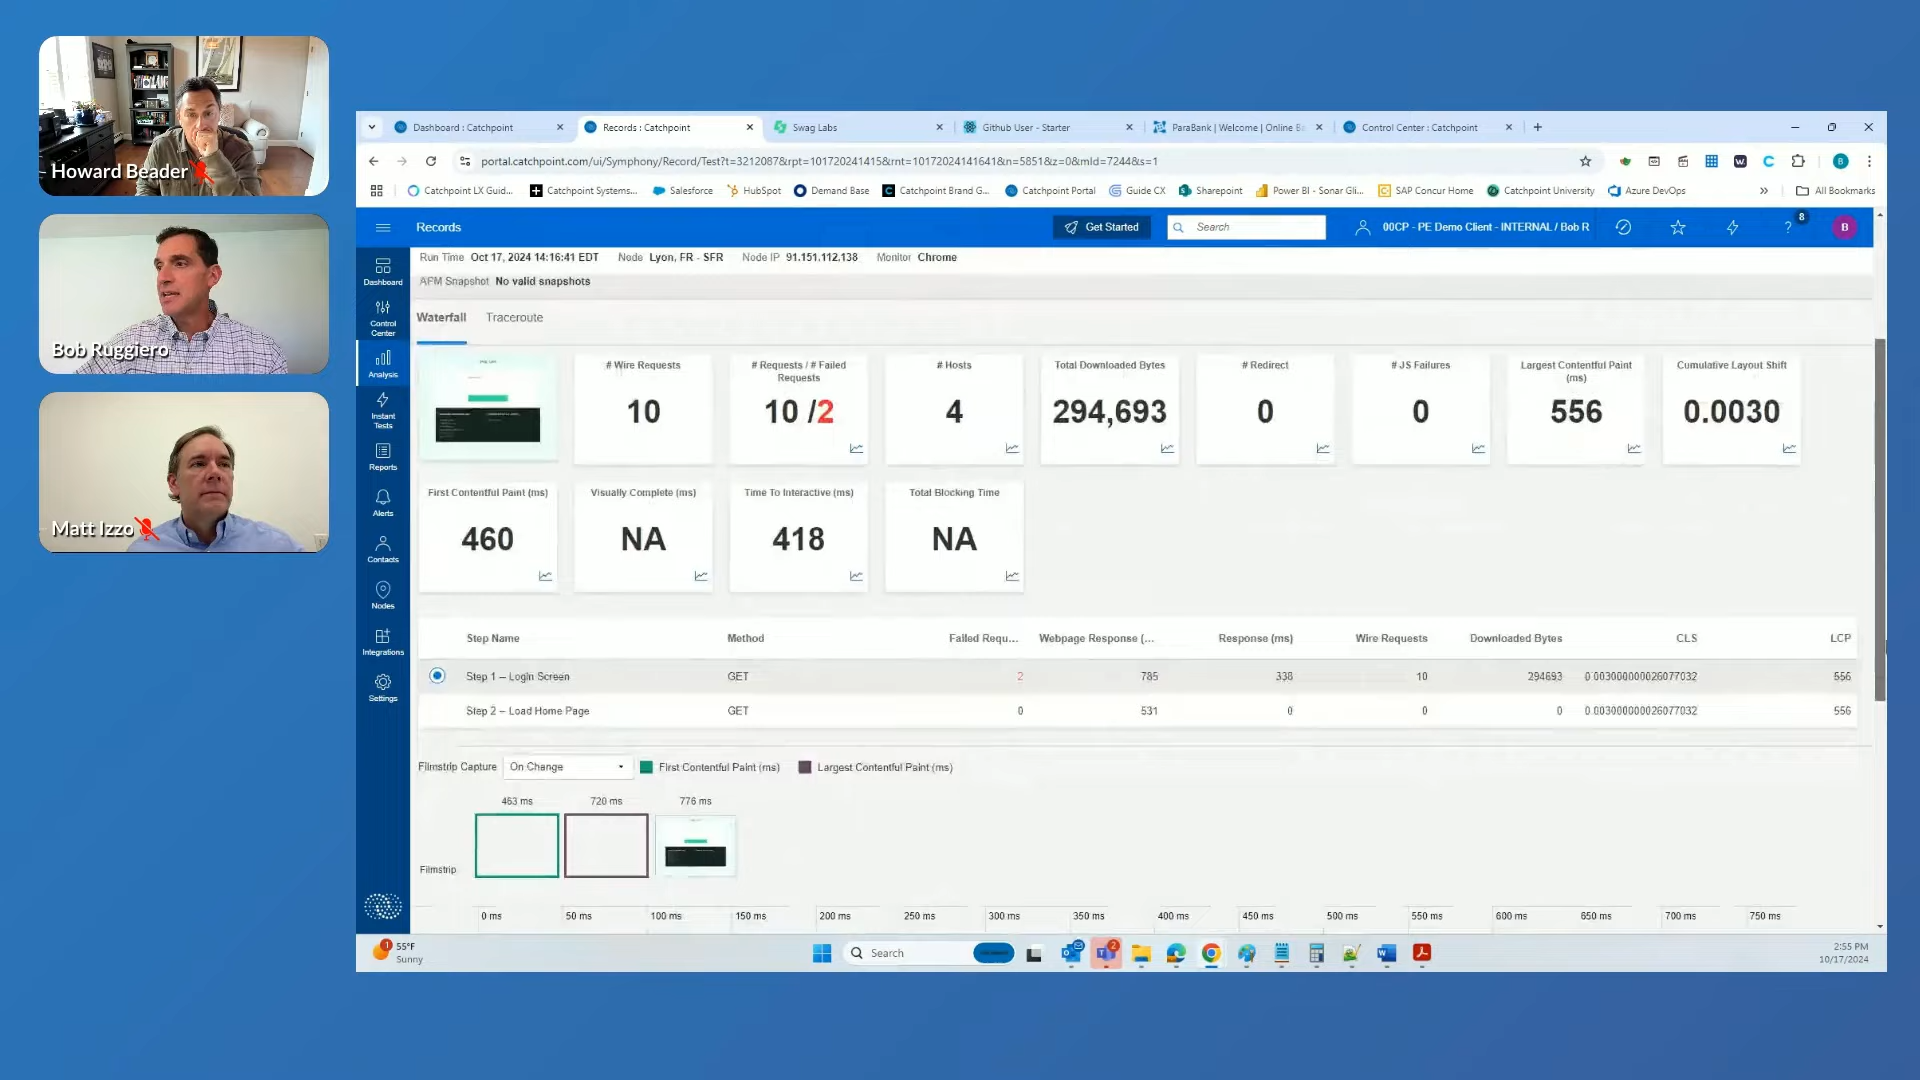 Howard Beader
Bob Ruggiero
Matt Izzo
Dashboard : Catchpoint
Records : Catchpoint
Swag Labs
Github User - Starter
ParaBank | Welcome | Online B
Control Center : Catchpoint
portal.catchpoint.com/ui/Symphony/Record/Test?t=3212087&rpt=101720241415&rnt=10172024141641&n=5851&z=0&mId=7244&s=1
Catchpoint LX Guid...
Catchpoint Systems...
Salesforce
HubSpot
Demand Base
Catchpoint Brand G...
Catchpoint Portal
Guide CX
Sharepoint
Power BI - Sonar Gli...
SAP Concur Home
Catchpoint University
Azure DevOps
All Bookmarks
Records
Get Started
Search
00CP - PE Demo Client - INTERNAL / Bob R
8
B
Run Time Oct 17, 2024 14:16:41 EDT Node Lyon, FR - SFR Node IP 91.151.112.138 Monitor Chrome
APM Snapshot No valid snapshots
Dashboard
Control
Center
Analysis
Instant
Tests
Reports
Alerts
Contacts
Nodes
Integrations
Settings
Waterfall Traceroute
# Wire Requests
10
# Requests / # Failed
Requests
10 /2
# Hosts
4
Total Downloaded Bytes
294,693
# Redirect
0
# JS Failures
0
Largest Contentful Paint
(ms)
556
Cumulative Layout Shift
0.0030
First Contentful Paint (ms)
460
Visually Complete (ms)
NA
Time To Interactive (ms)
418
Total Blocking Time
NA
Step Name Method Failed Requ... Webpage Response (... Response (ms) Wire Requests Downloaded Bytes CLS LCP
Step 1 – Login Screen GET 2 785 338 10 294693 0.003000000026077032 556
Step 2 – Load Home Page GET 0 531 0 0 0 0.003000000026077032 556
Filmstrip Capture On Change First Contentful Paint (ms) Largest Contentful Paint (ms)
463 ms 720 ms 776 ms
Filmstrip
0 ms 50 ms 100 ms 150 ms 200 ms 250 ms 300 ms 350 ms 400 ms 450 ms 500 ms 550 ms 600 ms 650 ms 700 ms 750 ms
1
55°F
Sunny
Search
2
2:55 PM
10/17/2024